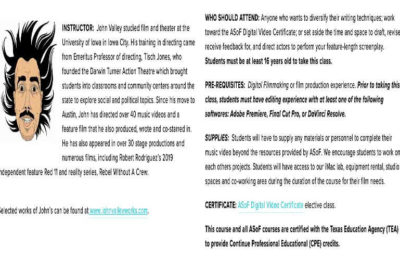 INSTRUCTOR: John Valley studied film and theater at the
University of Iowa in Iowa City. His training in directing came
from Emeritus Professor of directing, Tisch Jones, who
founded the Darwin Turner Action Theatre which brought
students into classrooms and community centers around the
state to explore social and political topics. Since his move to
Austin, John has directed over 40 music videos and a
feature film that he also produced, wrote and co-starred in.
He has also appeared in over 30 stage productions and
numerous films, including Robert Rodriguez's 2019
independent feature Red 11 and reality series, Rebel Without A Crew.
Selected works of John's can be found at www.johnvalleyworks.com.
WHO SHOULD ATTEND: Anyone who wants to diversify their writing techniques; work
toward the ASoF Digital Video Certificate; or set aside the time and space to draft, revise
receive feedback for, and direct actors to perform your feature-length screenplay.
Students must be at least 16 years old to take this class.
PRE-REQUISITES: Digital Filmmaking or film production experience. Prior to taking this
class, students must have editing experience with at least one of the following
softwares: Adobe Premiere, Final Cut Pro, or DaVinci Resolve.
SUPPLIES: Students will have to supply any materials or personnel to complete their
music video beyond the resources provided by ASoF. We encourage students to work on
each others projects. Students will have access to our iMac lab, equipment rental, studio
spaces and co-working area during the duration of the course for their film needs.
CERTIFICATE: ASoF Digital Video Certificate elective class.
This course and all ASoF courses are certified with the Texas Education Agency (TEA)
to provide Continue Professional Educational (CPE) credits.